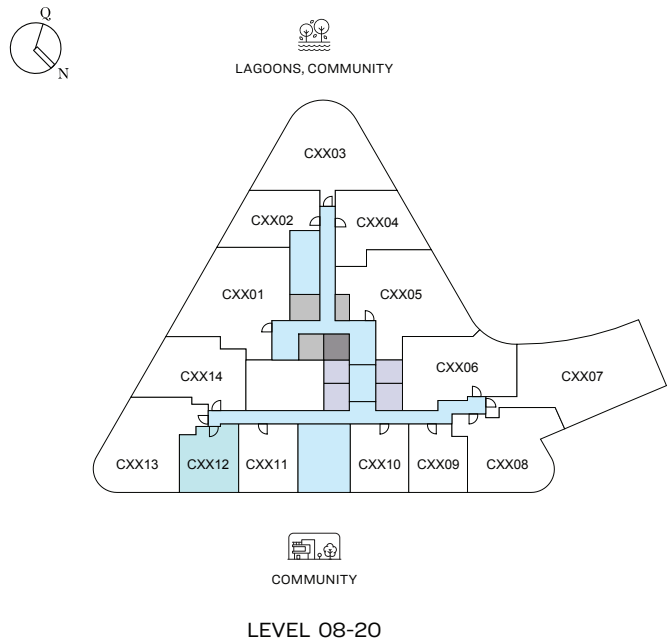 Q
N
LAGOONS, COMMUNITY
CXX03
CXX02
CXX04
CXX01
CXX05
CXX14
CXX06
CXX07
CXX13
CXX12
CXX11
CXX10
CXX09
CXX08
COMMUNITY
LEVEL 08-20